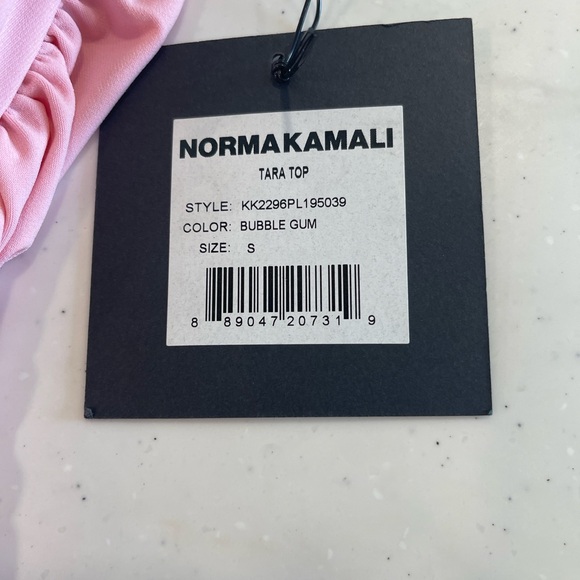 NORMAKAMALI
TARA TOP
STYLE: KK2296PL195039
COLOR: BUBBLE GUM
SIZE: S
8 89047 20731 9